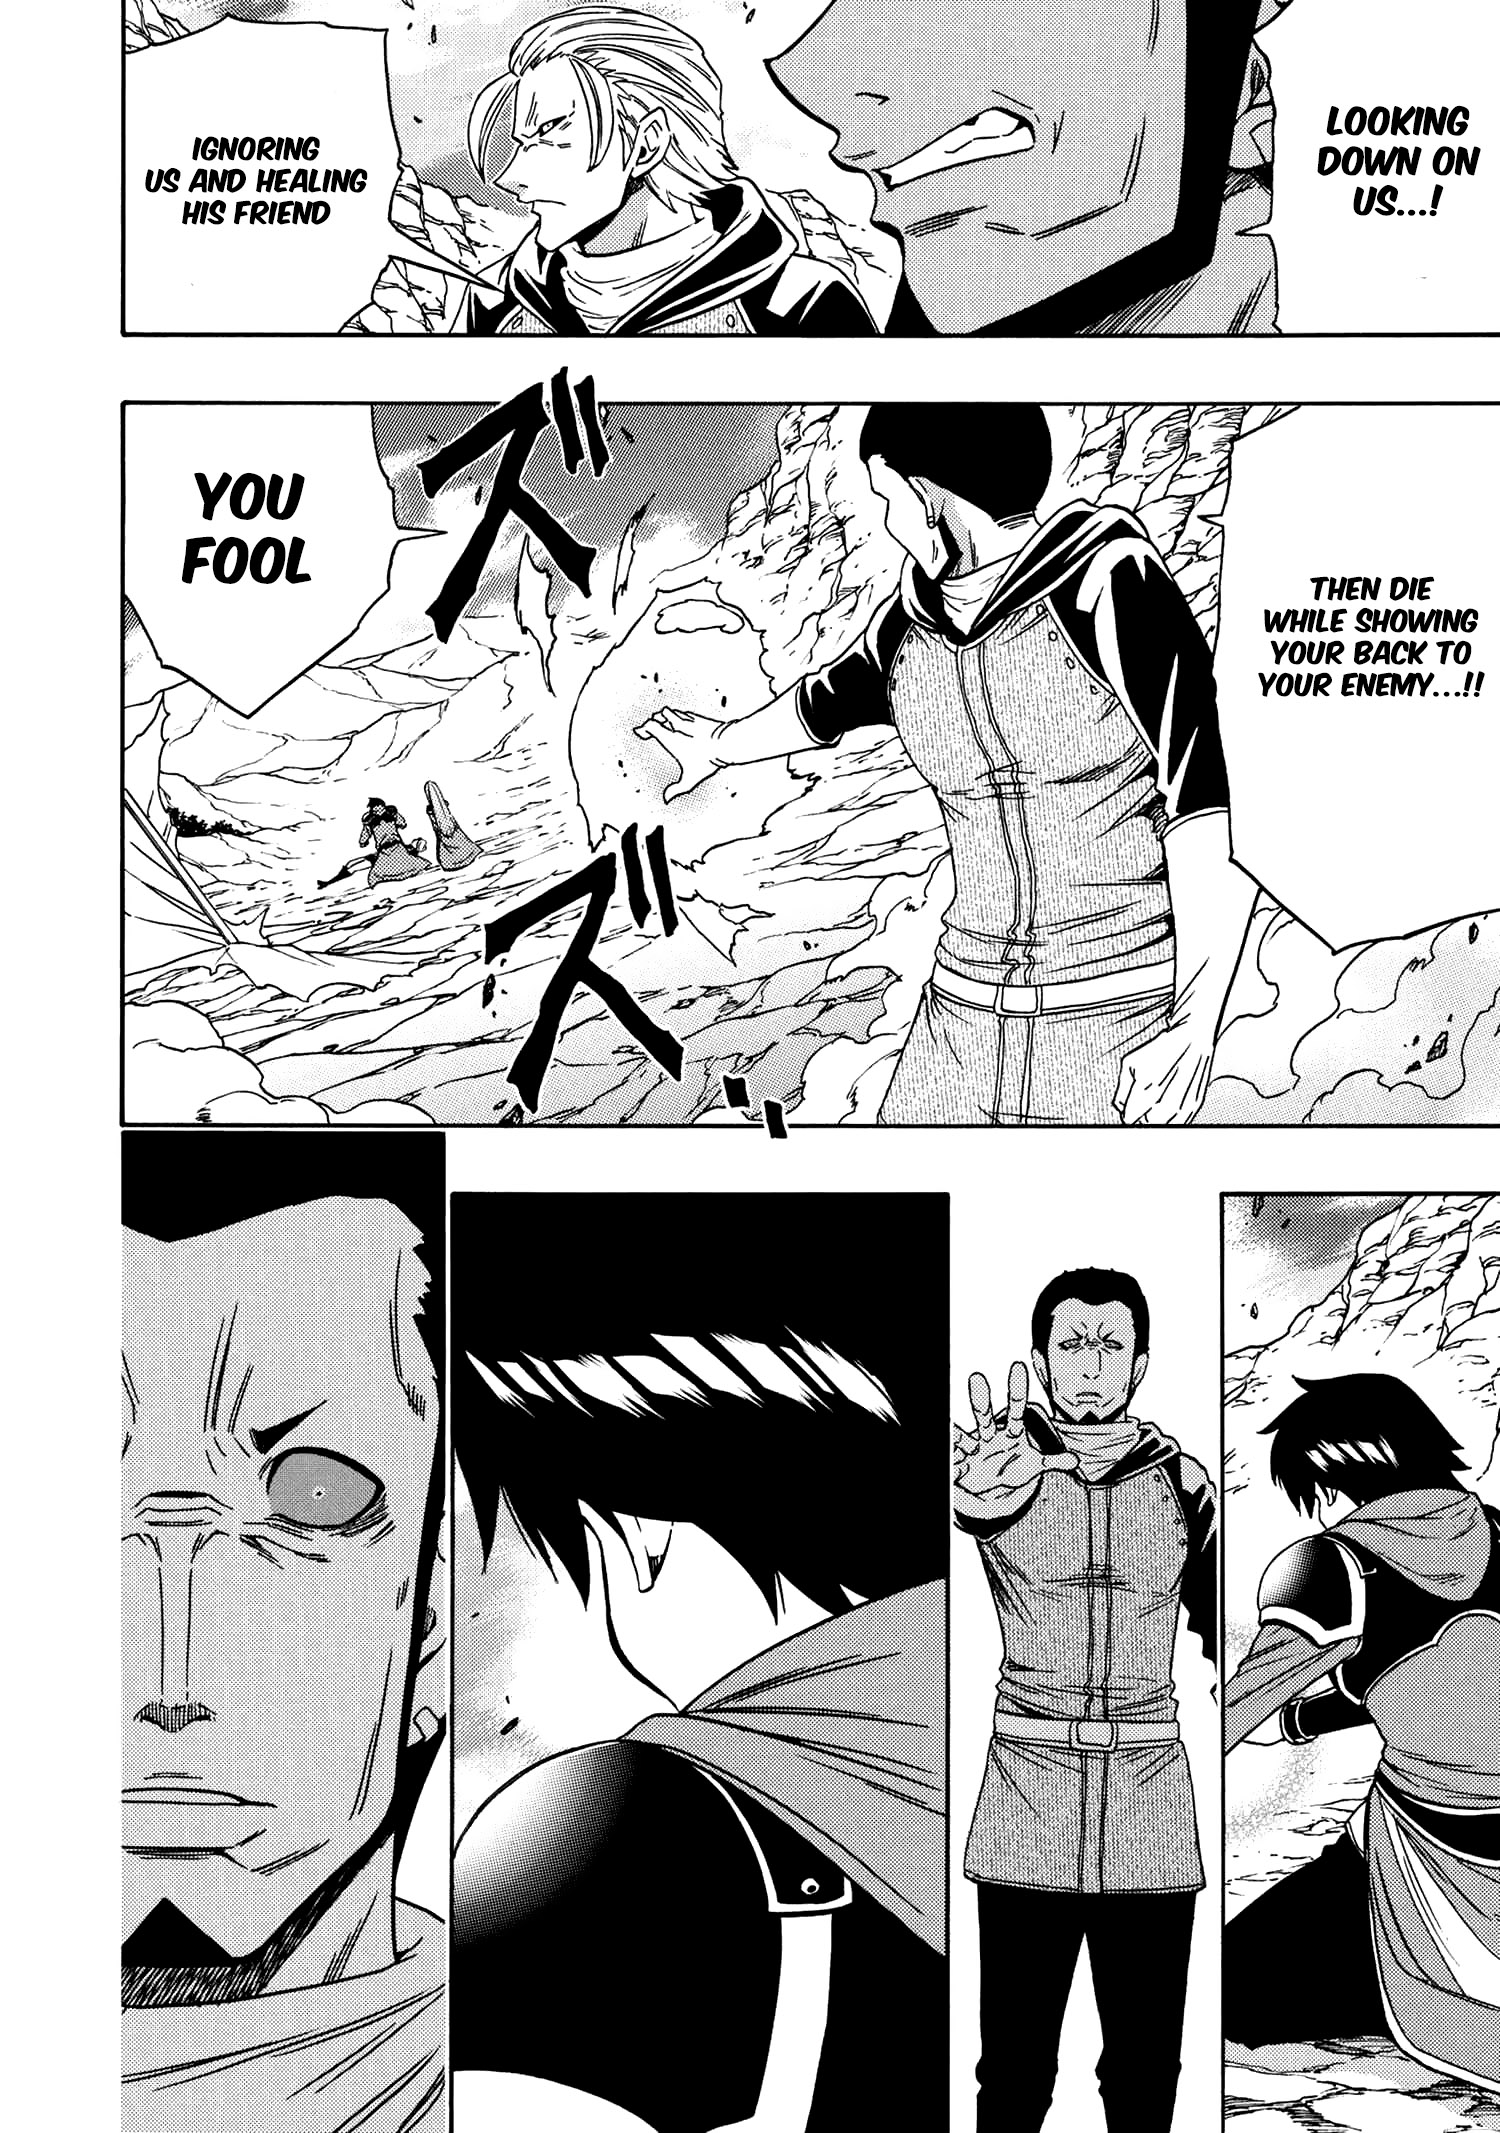 LOOKING
DOWN ON
US...!
IGNORING
US AND HEALING
HIS FRIEND
THEN DIE
WHILE SHOWING
YOUR BACK TO
YOUR ENEMY...!!
YOU
FOOL
ズズ